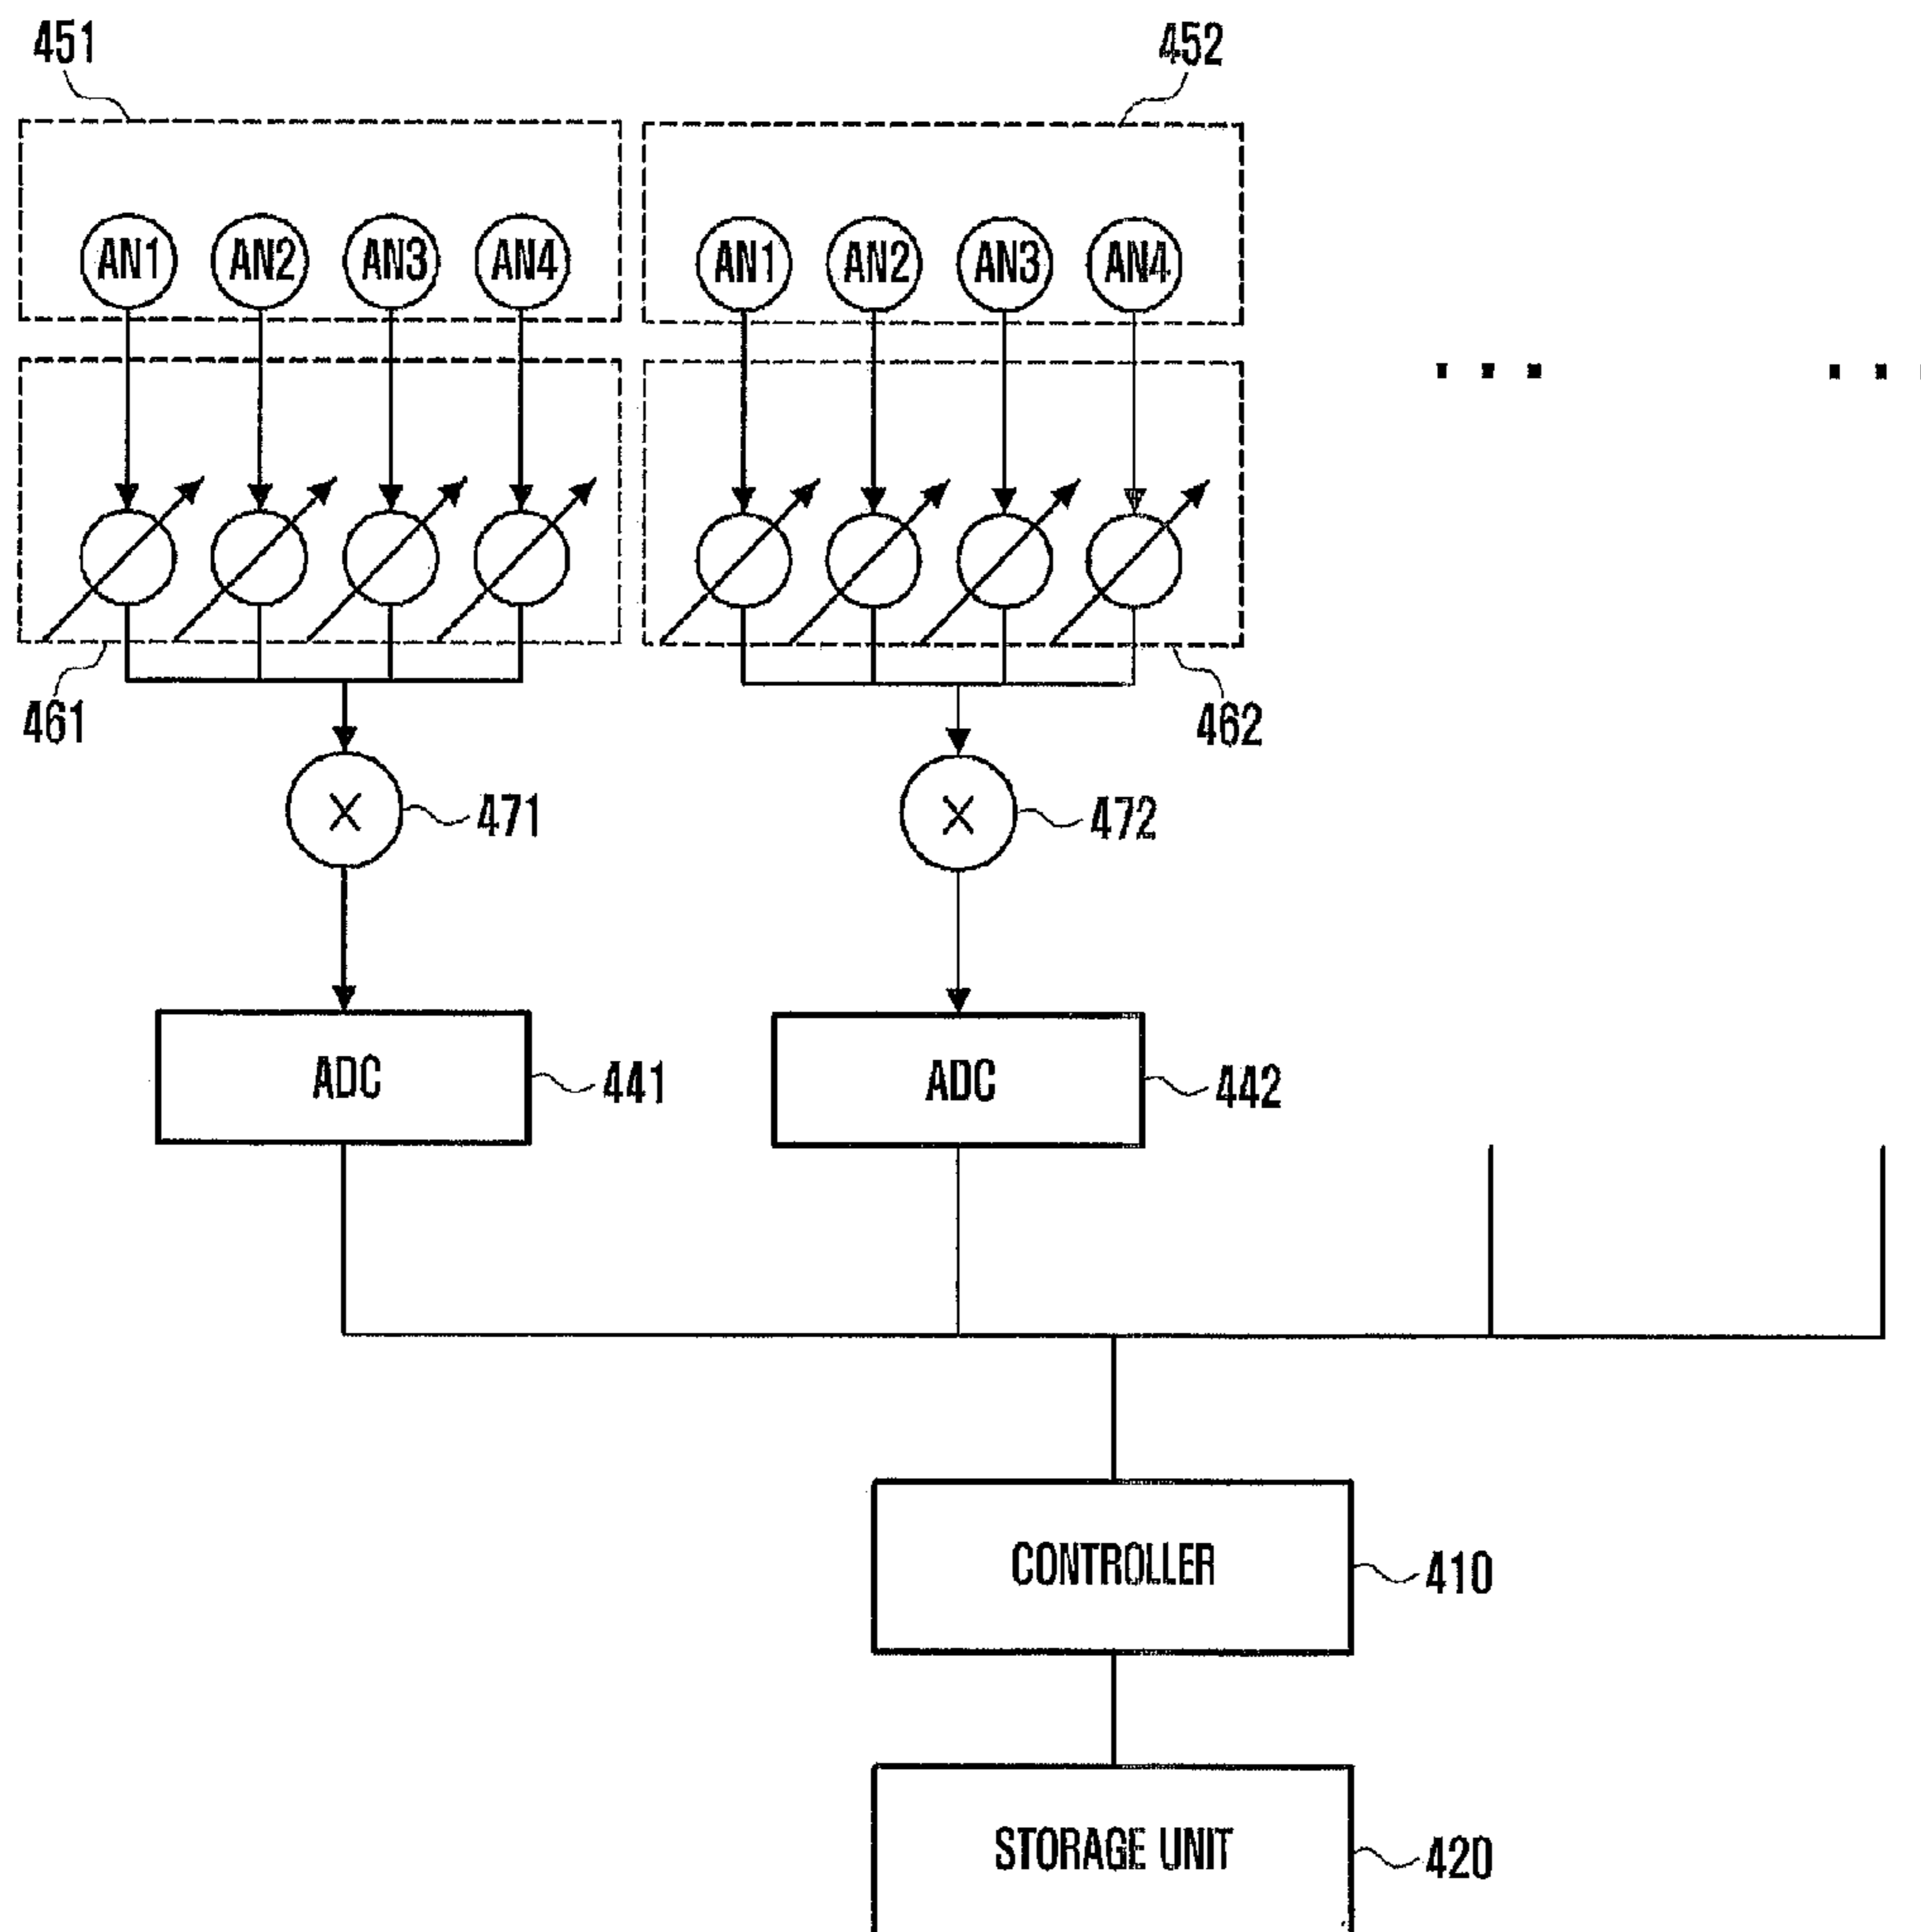 451
452
AN1 AN2 AN3 AN4 AN1 AN2 AN3 AN4
461
462
X 471 X 472
ADC 441 ADC 442
CONTROLLER 410
STORAGE UNIT 420